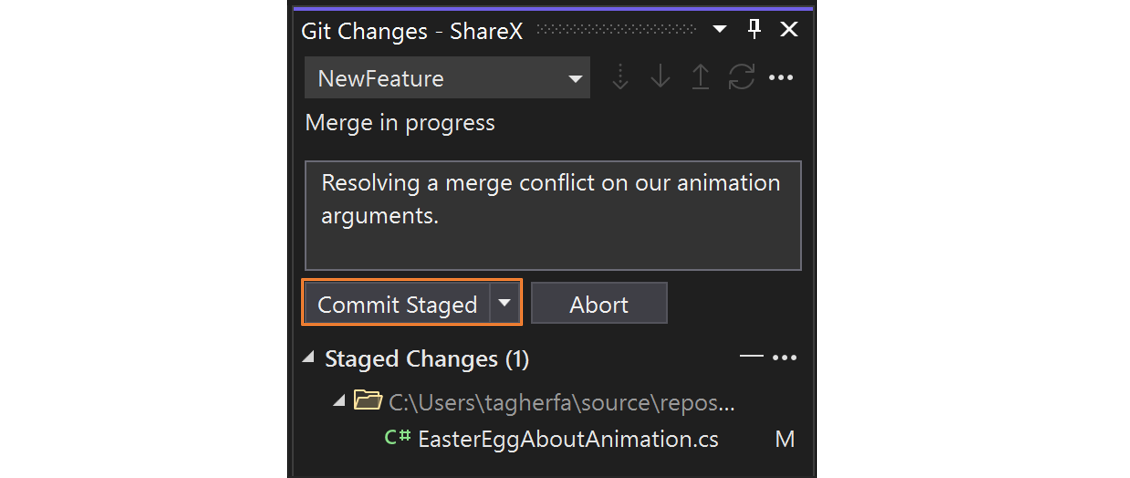 Git Changes - ShareX
NewFeature
Merge in progress
Resolving a merge conflict on our animation
arguments.
Commit Staged
Abort
Staged Changes (1)
C:\Users\tagherfa\source\repos...
C# EasterEggAboutAnimation.cs M